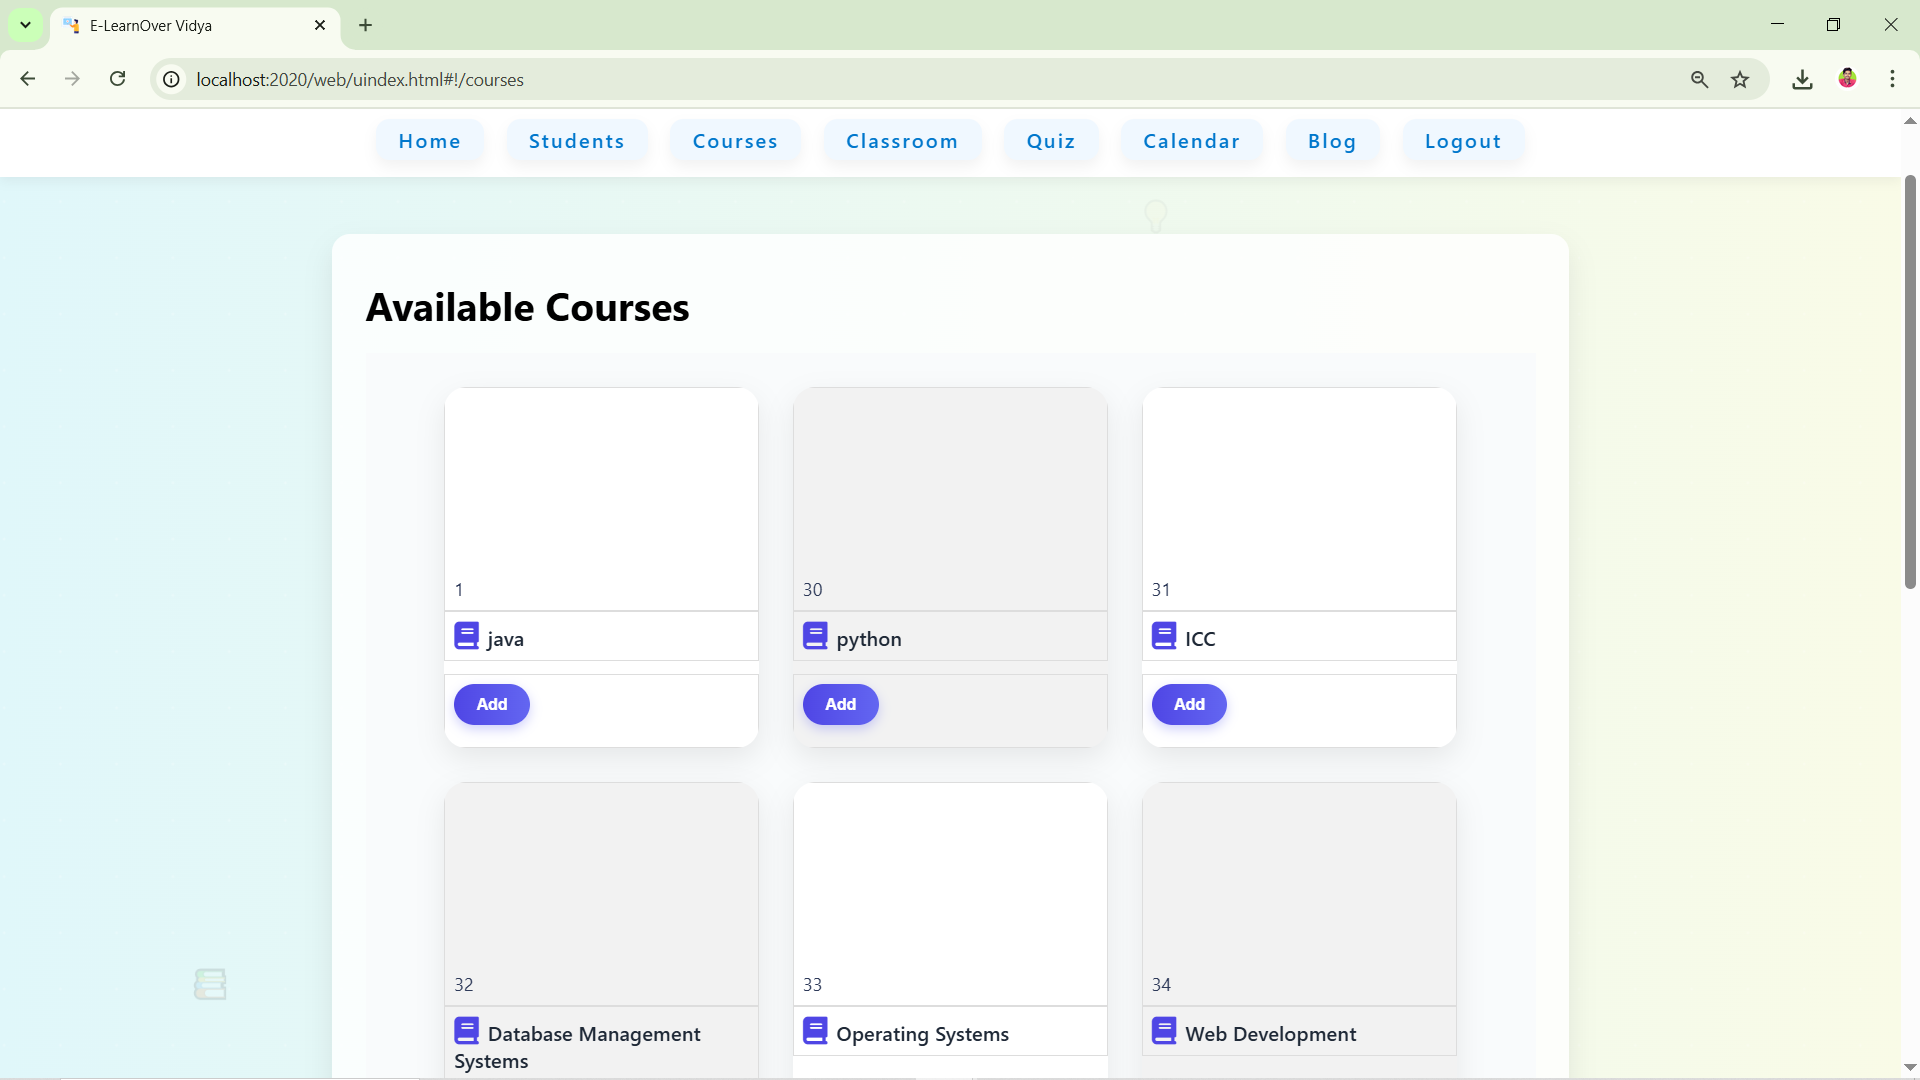 E-LearnOver Vidya
localhost:2020/web/uindex.html#!/courses
Home Students Courses Classroom Quiz Calendar Blog Logout
Available Courses
1 30 31
java python ICC
Add Add Add
32 33 34
Database Management Operating Systems Web Development
Systems